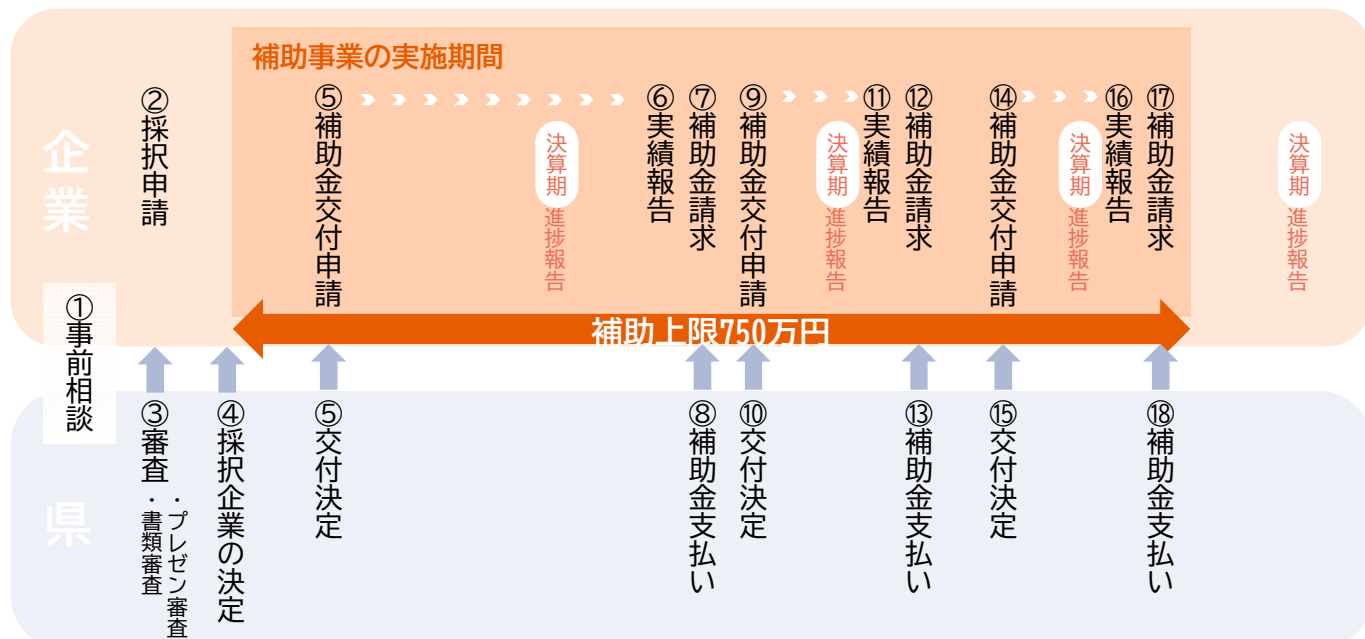 補助事業の実施期間
企業
①事前相談
②採択申請
⑤補助金交付申請
決算期
進捗報告
⑥実績報告
⑦補助金請求
⑨補助金交付申請
決算期
進捗報告
⑪実績報告
⑫補助金請求
⑭補助金交付申請
決算期
進捗報告
⑯実績報告
⑰補助金請求
決算期
進捗報告
補助上限750万円
県
③審査
・プレゼン審査
・書類審査
④採択企業の決定
⑤交付決定
⑧補助金支払い
⑩交付決定
⑬補助金支払い
⑮交付決定
⑱補助金支払い